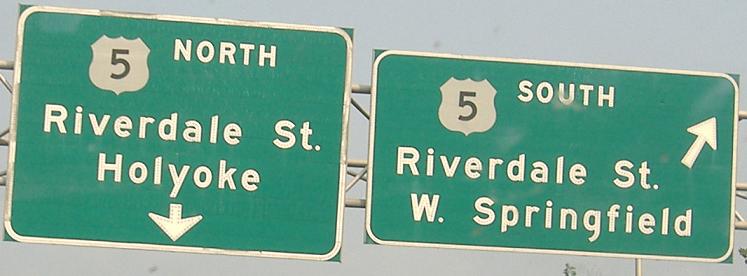 5 NORTH
Riverdale St.
Holyoke
5 SOUTH
Riverdale St.
W. Springfield